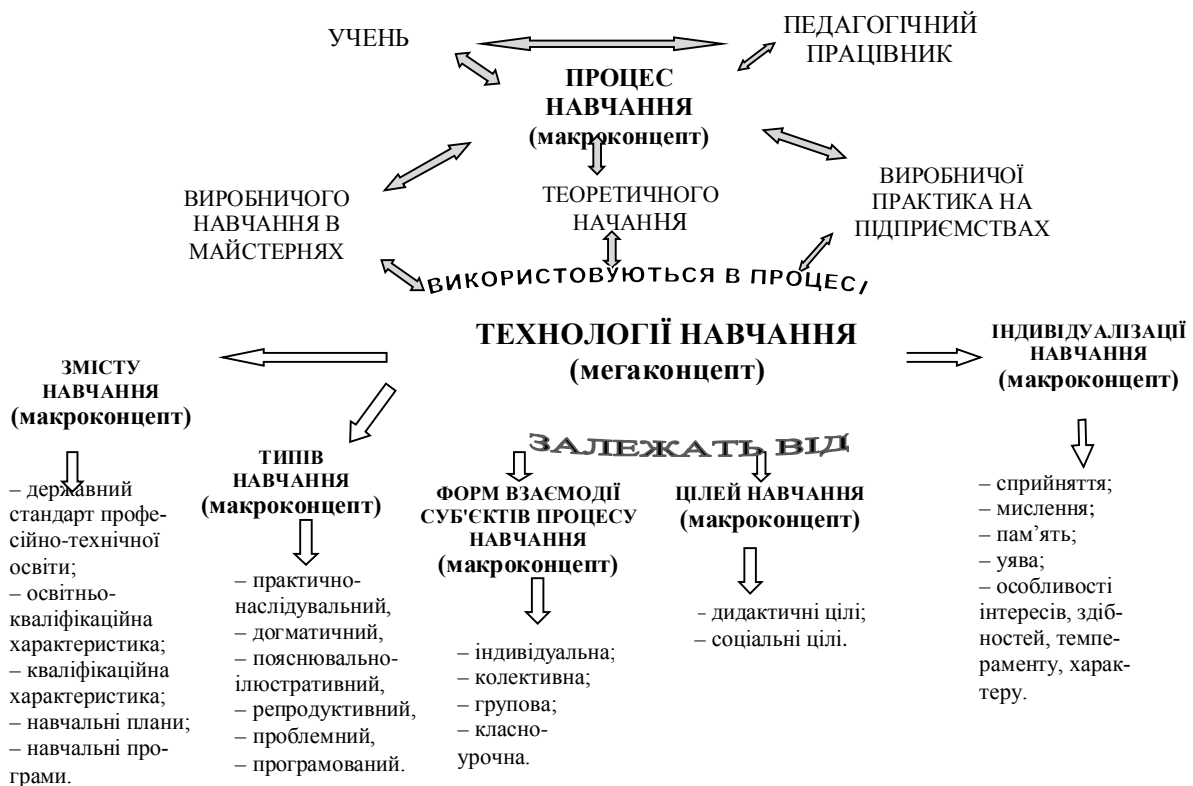 УЧЕНЬ
ПЕДАГОГІЧНИЙ
ПРАЦІВНИК
ПРОЦЕС
НАВЧАННЯ
(макроконцепт)
ВИРОБНИЧОГО
НАВЧАННЯ В
МАЙСТЕРНЯХ
ТЕОРЕТИЧНОГО
НАЧАННЯ
ВИРОБНИЧОЇ
ПРАКТИКА НА
ПІДПРИЄМСТВАХ
ВИКОРИСТОВУЮТЬСЯ В ПРОЦЕСІ
ТЕХНОЛОГІЇ НАВЧАННЯ
(мегаконцепт)
ЗМІСТУ
НАВЧАННЯ
(макроконцепт)
ІНДИВІДУАЛІЗАЦІЇ
НАВЧАННЯ
(макроконцепт)
ЗАЛЕЖАТЬ ВІД
ТИПІВ
НАВЧАННЯ
(макроконцепт)
ФОРМ ВЗАЄМОДІЇ
СУБ'ЄКТІВ ПРОЦЕСУ
НАВЧАННЯ
(макроконцепт)
ЦІЛЕЙ НАВЧАННЯ
(макроконцепт)
– державний
стандарт профе-
сійно-технічної
освіти;
– освітньо-
кваліфікаційна
характеристика;
– кваліфікаційна
характеристика;
– навчальні плани;
– навчальні про-
грами.
– практично-
наслідувальний,
– догматичний,
– пояснювально-
ілюстративний,
– репродуктивний,
– проблемний,
– програмований.
– індивідуальна;
– колективна;
– групова;
– класно-
урочна.
– дидактичні цілі;
– соціальні цілі.
– сприйняття;
– мислення;
– пам’ять;
– уява;
– особливості
інтересів, здіб-
ностей, темпе-
раменту, харак-
теру.